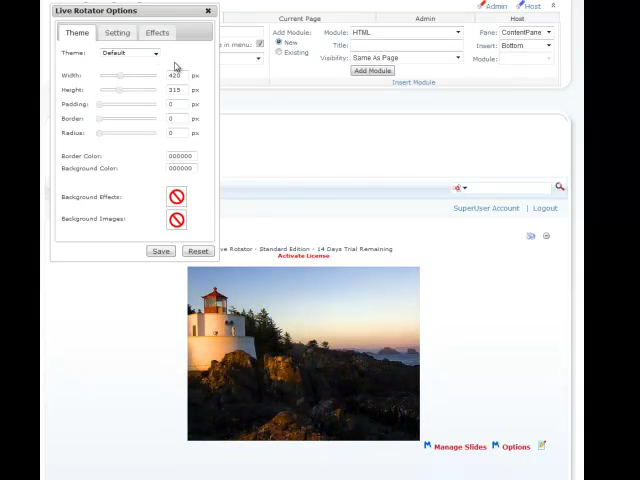 Live Rotator Options
Admin
Host
Theme
Setting
Effects
Current Page
Admin
Host
Theme:
Default
e in menu:
Add Module:
New
Existing
Module:
HTML
Title:
Visibility:
Same As Page
Pane:
ContentPane
Insert:
Bottom
Module:
Add Module
Insert Module
Width:
420
px
Height:
315
px
Padding:
0
px
Border:
0
px
Radius:
0
px
Border Color:
000000
Background Color:
000000
Background Effects:
Background Images:
SuperUser Account | Logout
Save
Reset
ve Rotator - Standard Edition - 14 Days Trial Remaining
Activate License
Manage Slides
Options